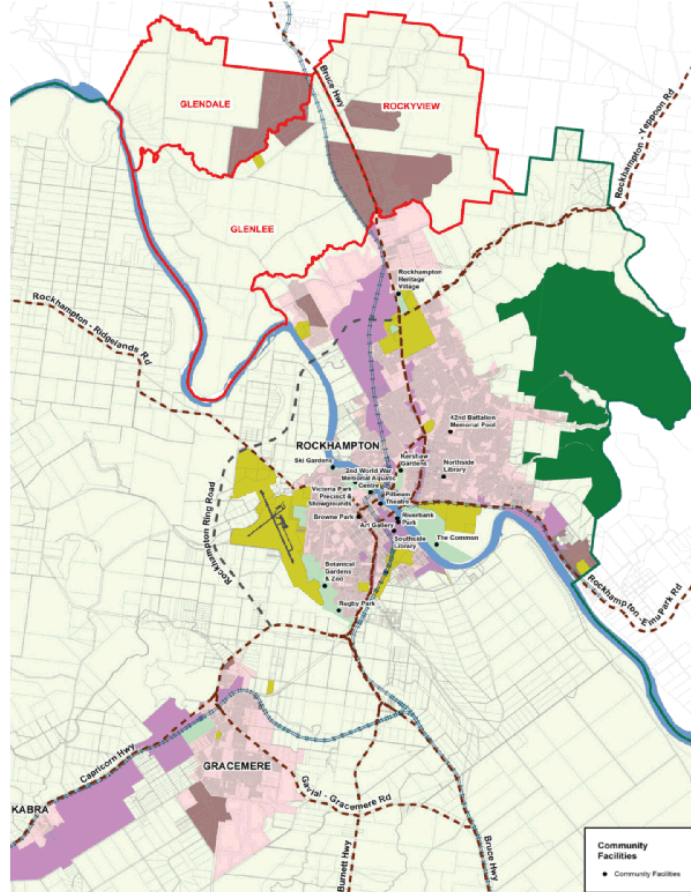 Bruce Hwy
GLENDALE
ROCKYVIEW
Rockhampton - Yeppoon Rd
GLENLEE
Rockhampton
Heritage
Village
Rockhampton - Ridgelands Rd
42nd Battalion
Memorial Pool
ROCKHAMPTON
Ski Gardens
Kershaw
Gardens
Northside
Library
2nd World War
Memorial Aquatic
Centre
Victoria Park
Precinct &
Showgrounds
Pilbeam
Theatre
Browne Park
Riverbank
Park
Art Gallery
Southside
Library
The Common
Rockhampton Ring Road
Botanical
Gardens
& Zoo
Rugby Park
Rockhampton - Emu Park Rd
Capricorn Hwy
GRACEMERE
KABRA
Gavial - Gracemere Rd
Burnett Hwy
Bruce Hwy
Community
Facilities
Community Facilities